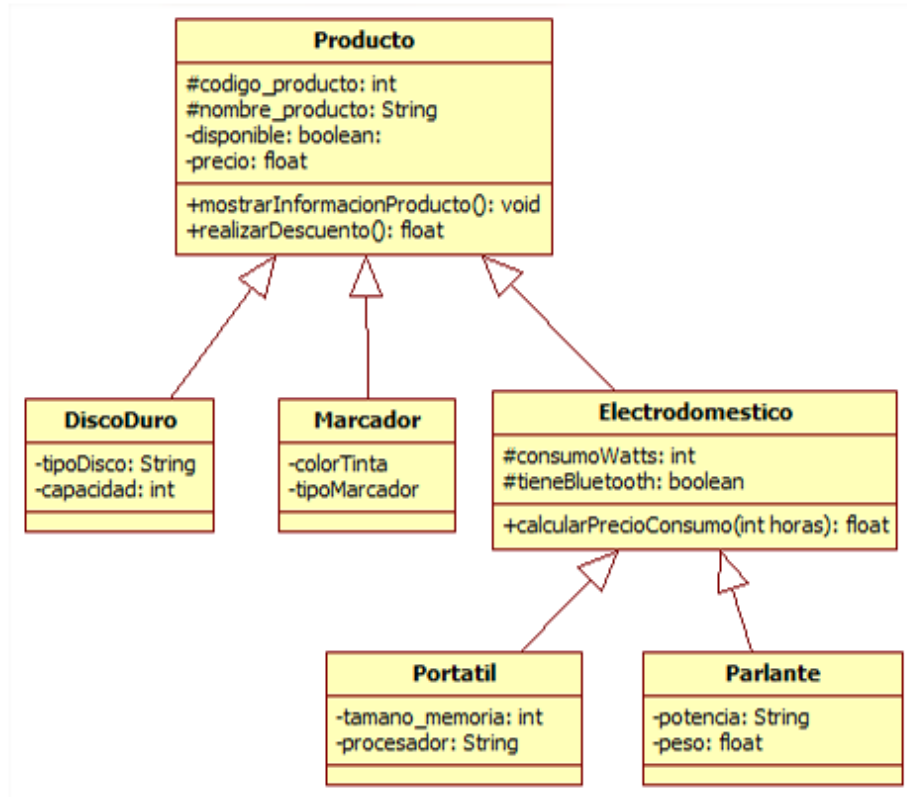 Producto
#codigo_producto: int
#nombre_producto: String
-disponible: boolean:
-precio: float
+mostrarInformacionProducto(): void
+realizarDescuento(): float
DiscoDuro
-tipoDisco: String
-capacidad: int
Marcador
-colorTinta
-tipoMarcador
Electrodomestico
#consumoWatts: int
#tieneBluetooth: boolean
+calcularPrecioConsumo(int horas): float
Portatil
-tamano_memoria: int
-procesador: String
Parlante
-potencia: String
-peso: float